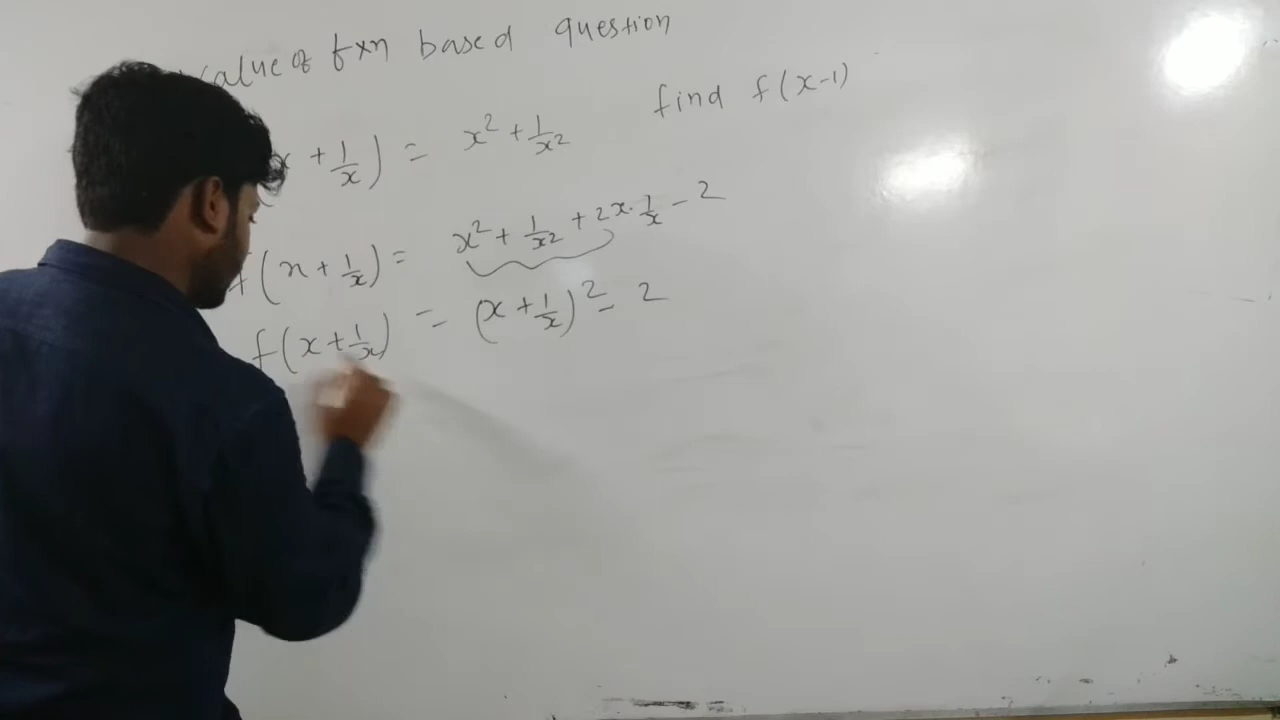 value of fxn based question
x + 1/x) = x² + 1/x² find f(x-1)
f(x + 1/x) = x² + 1/x² + 2x·1/x - 2
f(x + 1/x) = (x + 1/x)² - 2